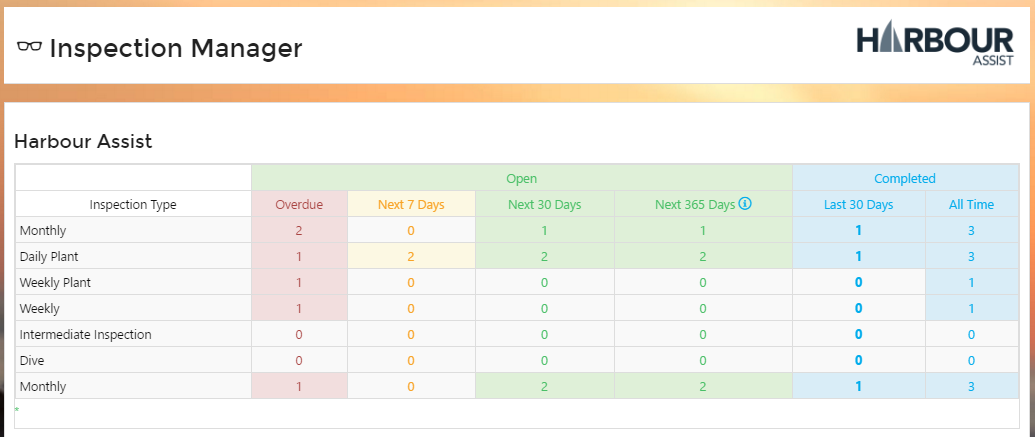 Inspection Manager
HARBOUR
ASSIST
Harbour Assist
Open Completed
Inspection Type Overdue Next 7 Days Next 30 Days Next 365 Days Last 30 Days All Time
Monthly 2 0 1 1 1 3
Daily Plant 1 2 2 2 1 3
Weekly Plant 1 0 0 0 0 1
Weekly 1 0 0 0 0 1
Intermediate Inspection 0 0 0 0 0 0
Dive 0 0 0 0 0 0
Monthly 1 0 2 2 1 3
*